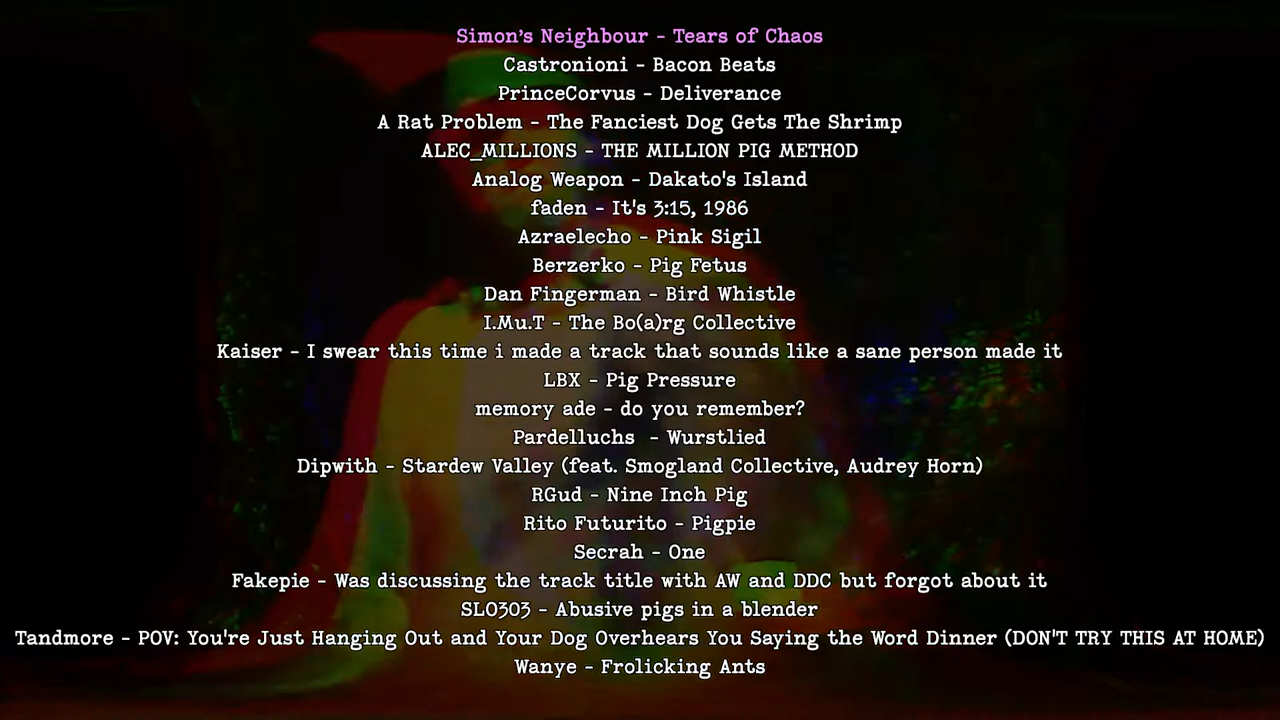 Simon’s Neighbour - Tears of Chaos
Castronioni - Bacon Beats
PrinceCorvus - Deliverance
A Rat Problem - The Fanciest Dog Gets The Shrimp
ALEC_MILLIONS - THE MILLION PIG METHOD
Analog Weapon - Dakato's Island
faden - It's 3:15, 1986
Azraelecho - Pink Sigil
Berzerko - Pig Fetus
Dan Fingerman - Bird Whistle
I.Mu.T - The Bo(a)rg Collective
Kaiser - I swear this time i made a track that sounds like a sane person made it
LBX - Pig Pressure
memory ade - do you remember?
Pardelluchs  - Wurstlied
Dipwith - Stardew Valley (feat. Smogland Collective, Audrey Horn)
RGud - Nine Inch Pig
Rito Futurito - Pigpie
Secrah - One
Fakepie - Was discussing the track title with AW and DDC but forgot about it
SLO303 - Abusive pigs in a blender
Tandmore - POV: You're Just Hanging Out and Your Dog Overhears You Saying the Word Dinner (DON'T TRY THIS AT HOME)
Wanye - Frolicking Ants